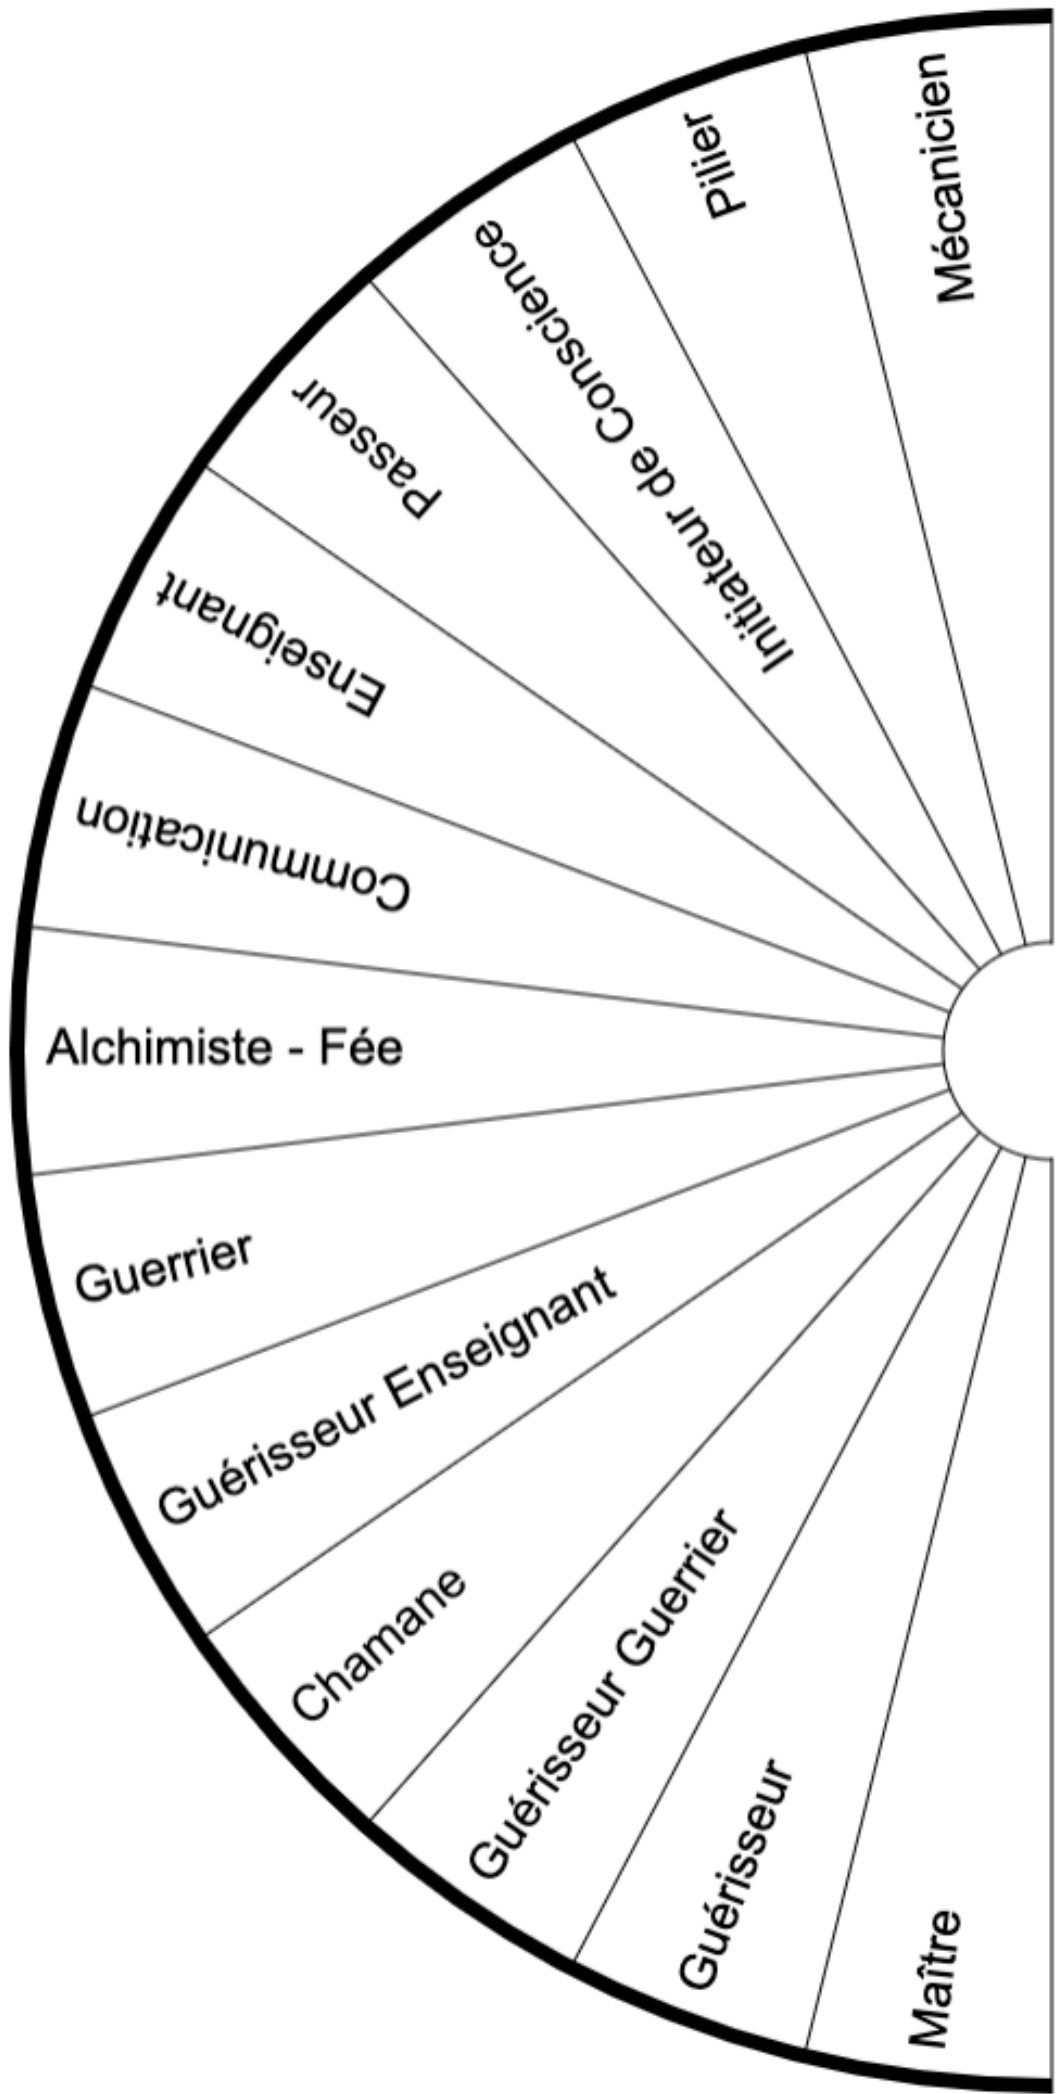 Mécanicien
Pilier
Initiateur de Conscience
Passeur
Enseignant
Communication
Alchimiste - Fée
Guerrier
Guérisseur Enseignant
Chamane
Guérisseur Guerrier
Guérisseur
Maître